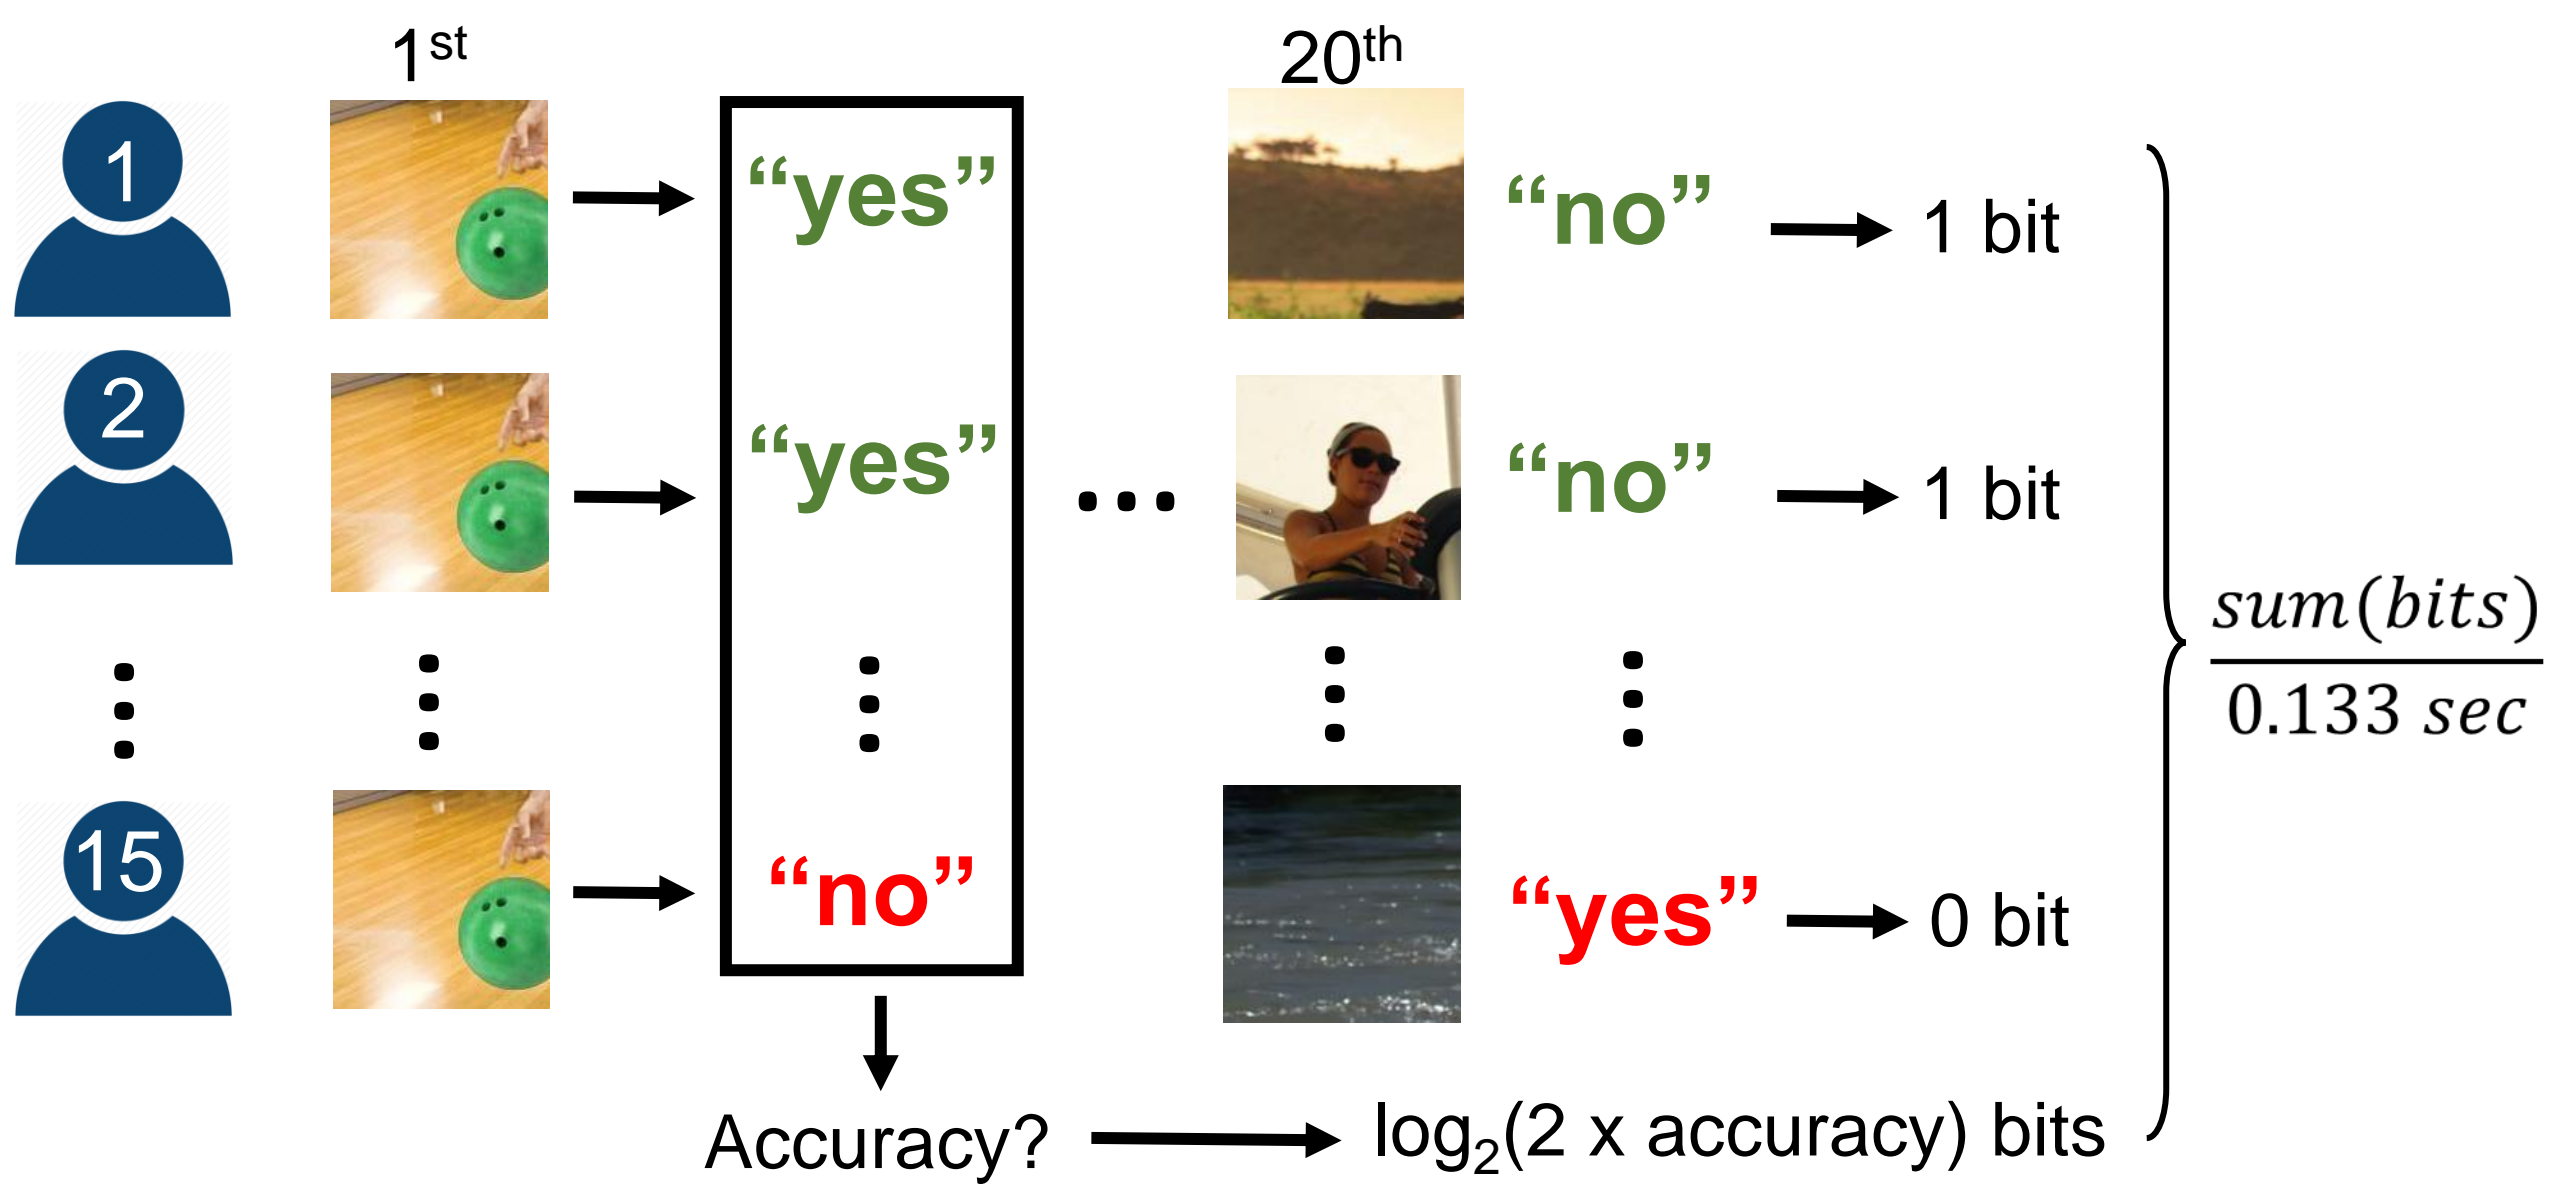 1st 20th
1 “yes” “no” 1 bit
2 “yes” “no” 1 bit
sum(bits)
0.133 sec
15 “no” “yes” 0 bit
Accuracy? log2(2 x accuracy) bits